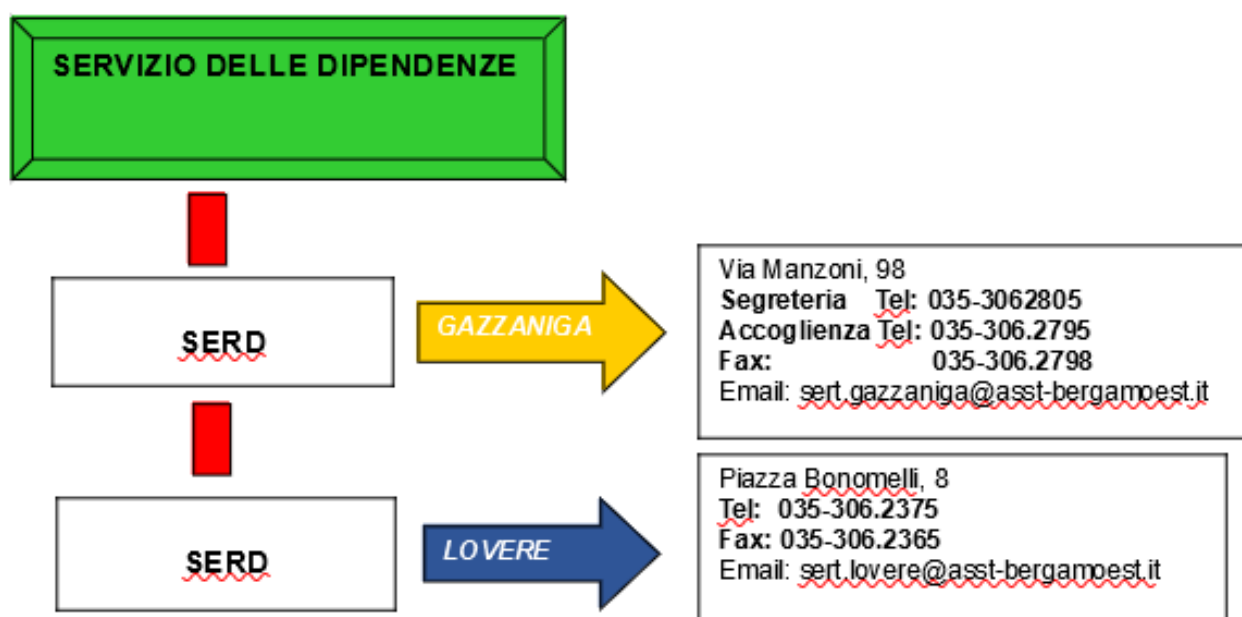 SERVIZIO DELLE DIPENDENZE
SERD
GAZZANIGA
Via Manzoni, 98
Segreteria Tel: 035-3062805
Accoglienza Tel: 035-306.2795
Fax: 035-306.2798
Email: sert.gazzaniga@asst-bergamoest.it
SERD
LOVERE
Piazza Bonomelli, 8
Tel: 035-306.2375
Fax: 035-306.2365
Email: sert.lovere@asst-bergamoest.it